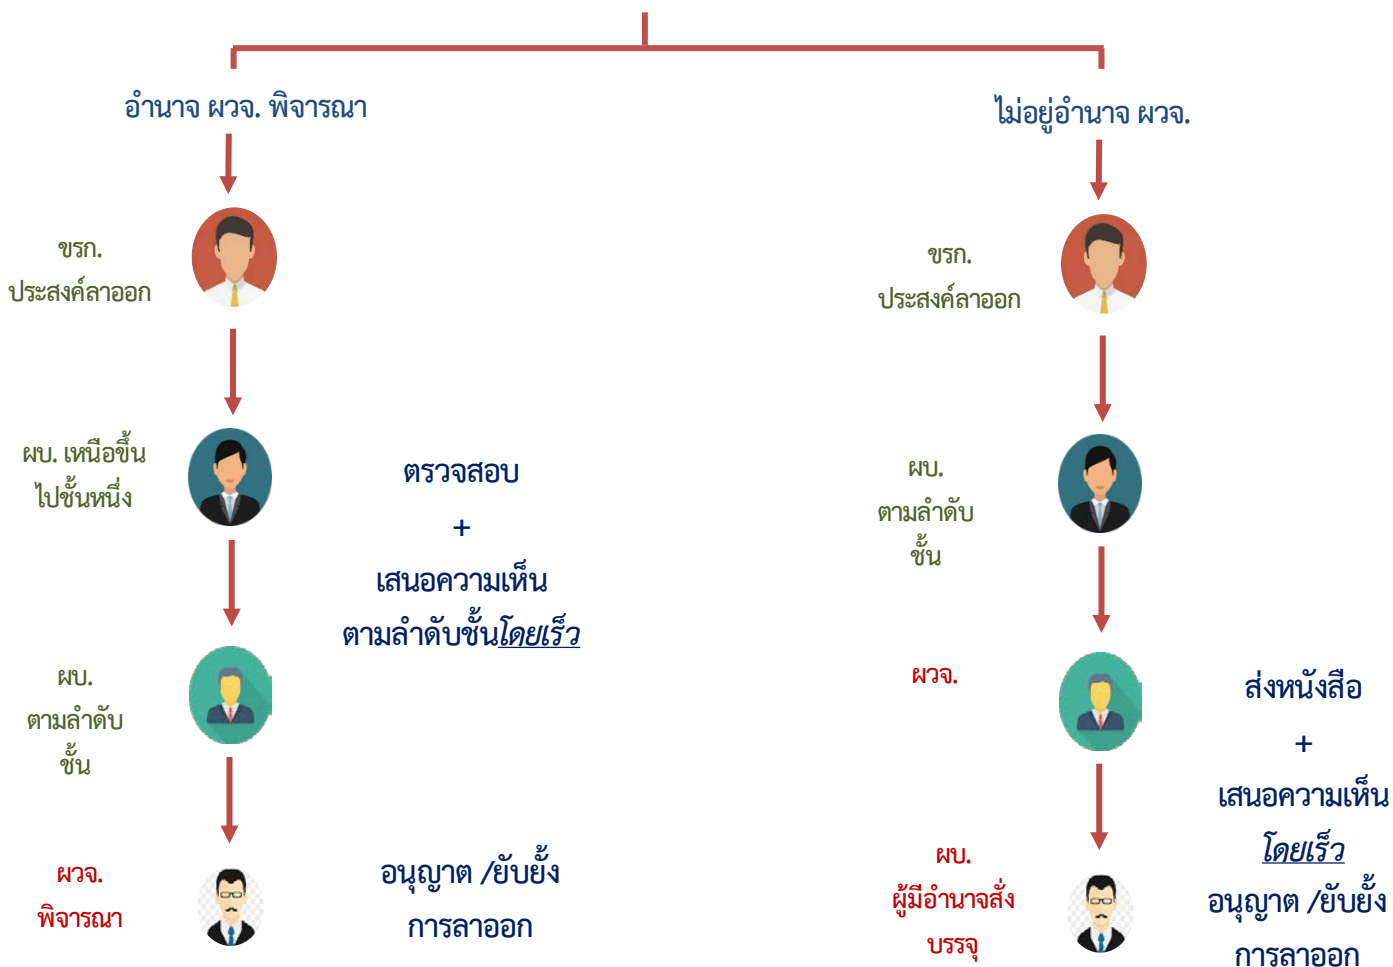 อำนาจ ผวจ. พิจารณา
ขรก.
ประสงค์ลาออก
ผบ. เหนือขึ้น
ไปชั้นหนึ่ง
ตรวจสอบ
+
เสนอความเห็น
ตามลำดับชั้นโดยเร็ว
ผบ.
ตามลำดับ
ชั้น
ผวจ.
พิจารณา
อนุญาต /ยับยั้ง
การลาออก
ไม่อยู่อำนาจ ผวจ.
ขรก.
ประสงค์ลาออก
ผบ.
ตามลำดับ
ชั้น
ผวจ.
ส่งหนังสือ
+
เสนอความเห็น
โดยเร็ว
ผบ.
ผู้มีอำนาจสั่ง
บรรจุ
อนุญาต /ยับยั้ง
การลาออก